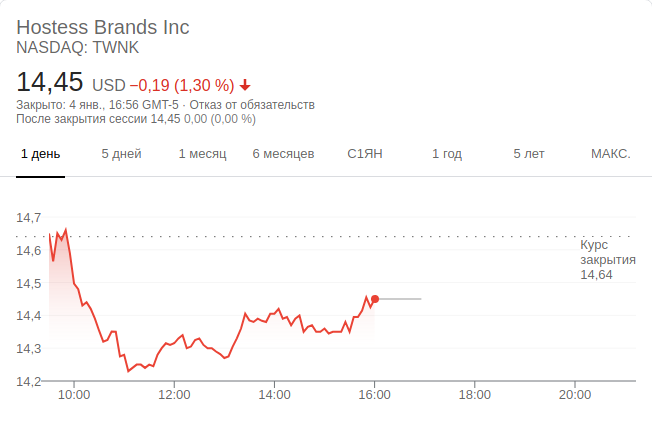 Hostess Brands Inc
NASDAQ: TWNK
14,45 USD −0,19 (1,30 %)
Закрыто: 4 янв., 16:56 GMT-5 · Отказ от обязательств
После закрытия сессии 14,45 0,00 (0,00 %)
1 день 5 дней 1 месяц 6 месяцев С1ЯН 1 год 5 лет МАКС.
14,7
14,6
14,5
14,4
14,3
14,2
Курс
закрытия
14,64
10:00 12:00 14:00 16:00 18:00 20:00